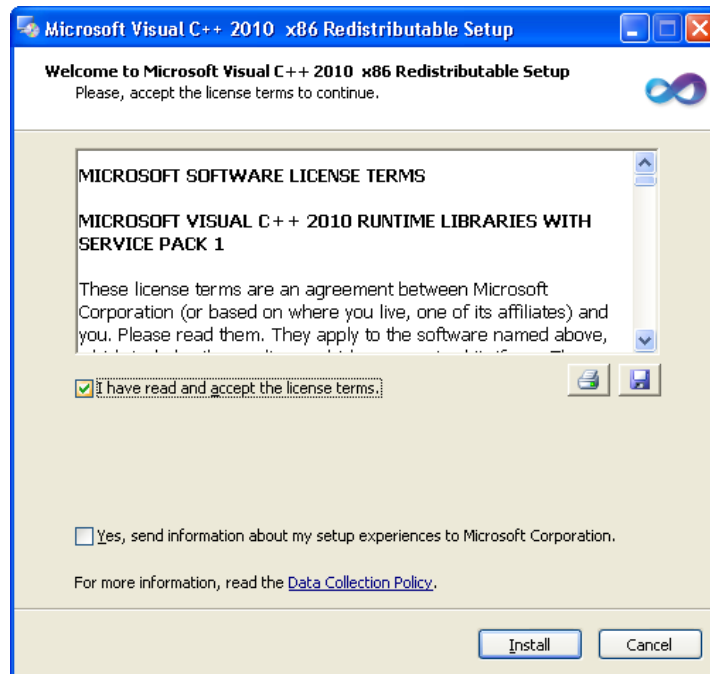 Microsoft Visual C++ 2010  x86 Redistributable Setup
Welcome to Microsoft Visual C++ 2010  x86 Redistributable Setup
Please, accept the license terms to continue.
MICROSOFT SOFTWARE LICENSE TERMS
MICROSOFT VISUAL C++ 2010 RUNTIME LIBRARIES WITH
SERVICE PACK 1
These license terms are an agreement between Microsoft
Corporation (or based on where you live, one of its affiliates) and
you. Please read them. They apply to the software named above,
I have read and accept the license terms.
Yes, send information about my setup experiences to Microsoft Corporation.
For more information, read the Data Collection Policy.
Install
Cancel